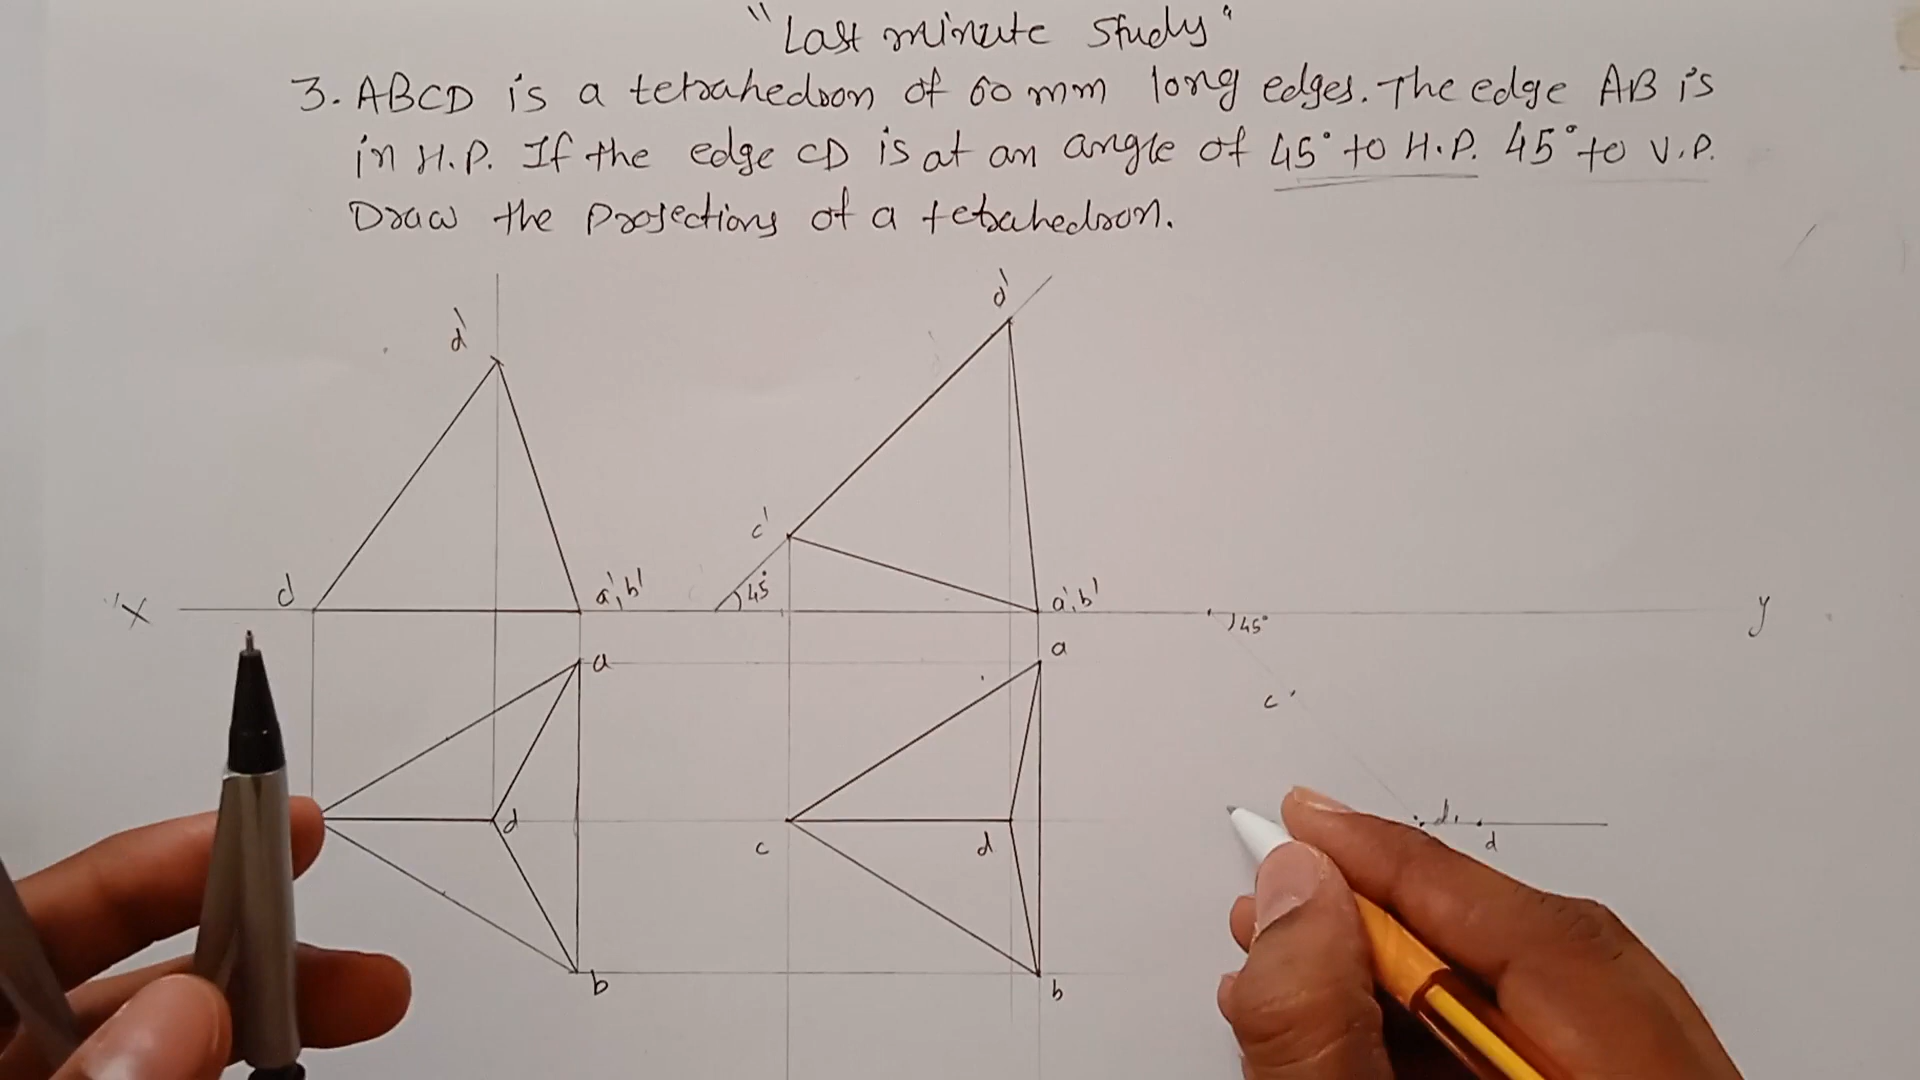 "Last minute study"
3. ABCD is a tetrahedron of 60 mm long edges. The edge AB is
in H.P. If the edge CD is at an angle of 45° to H.P. 45° to V.P.
Draw the projections of a tetrahedron.
d'
d'
c'
45°
d
a', b'
a', b'
X
y
45°
a
a
c'
d
c
d
d1
d
b
b